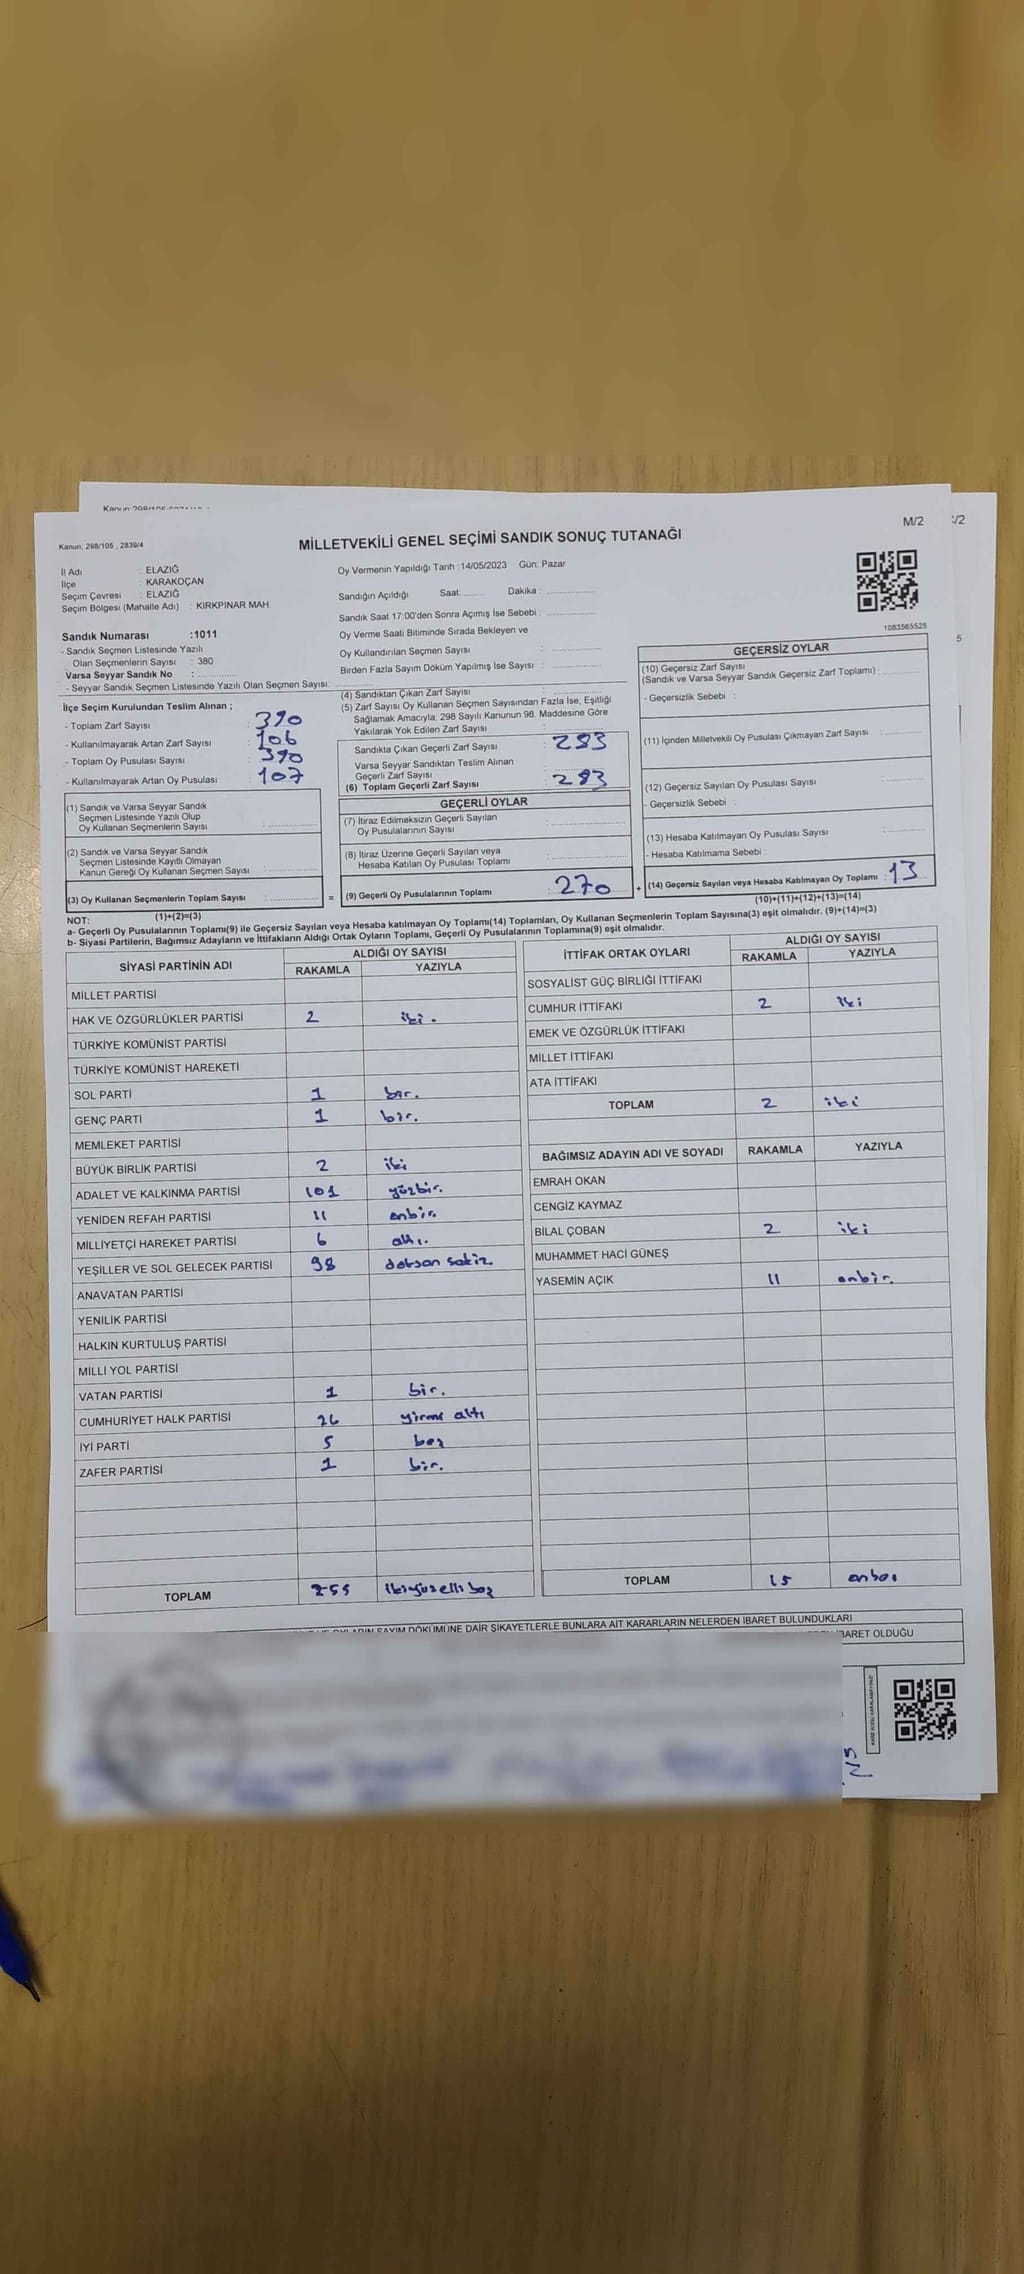 Kanun 298/105
M/2
Kanun: 298/105 , 2839/4
MİLLETVEKİLİ GENEL SEÇİMİ SANDIK SONUÇ TUTANAĞI
M/2
İl Adı : ELAZIĞ
İlçe : KARAKOÇAN
Seçim Çevresi : ELAZIĞ
Seçim Bölgesi (Mahalle Adı) : KIRKPINAR MAH
Sandık Numarası :1011
- Sandık Seçmen Listesinde Yazılı
Olan Seçmenlerin Sayısı : 380
Varsa Seyyar Sandık No :
- Seyyar Sandık Seçmen Listesinde Yazılı Olan Seçmen Sayısı:
Oy Vermenin Yapıldığı Tarih :14/05/2023 Gün: Pazar
Sandığın Açıldığı Saat: ........ Dakika :
Sandık Saat 17:00'den Sonra Açımış İse Sebebi :
Oy Verme Saati Bitiminde Sırada Bekleyen ve
Oy Kullandırılan Seçmen Sayısı :
Birden Fazla Sayım Döküm Yapılmış İse Sayısı :
1083565525
İlçe Seçim Kurulundan Teslim Alınan ;
- Toplam Zarf Sayısı : 390
- Kullanılmayarak Artan Zarf Sayısı : 106
- Toplam Oy Pusulası Sayısı : 390
- Kullanılmayarak Artan Oy Pusulası : 107
(1) Sandık ve Varsa Seyyar Sandık
Seçmen Listesinde Yazılı Olup
Oy Kullanan Seçmenlerin Sayısı :
(2) Sandık ve Varsa Seyyar Sandık
Seçmen Listesinde Kayıtlı Olmayan
Kanun Gereği Oy Kullanan Seçmen Sayısı :
(3) Oy Kullanan Seçmenlerin Toplam Sayısı :
(1)+(2)=(3)
=
(4) Sandıktan Çıkan Zarf Sayısı :
(5) Zarf Sayısı Oy Kullanan Seçmen Sayısından Fazla İse, Eşitliği
Sağlamak Amacıyla; 298 Sayılı Kanunun 98. Maddesine Göre
Yakılarak Yok Edilen Zarf Sayısı :
Sandıkta Çıkan Geçerli Zarf Sayısı : 283
Varsa Seyyar Sandıktan Teslim Alınan
Geçerli Zarf Sayısı :
(6) Toplam Geçerli Zarf Sayısı : 283
GEÇERLİ OYLAR
(7) İtiraz Edilmeksizin Geçerli Sayılan
Oy Pusulalarının Sayısı :
(8) İtiraz Üzerine Geçerli Sayılan veya
Hesaba Katılan Oy Pusulası Toplamı :
(9) Geçerli Oy Pusulalarının Toplamı : 270
+
GEÇERSİZ OYLAR
(10) Geçersiz Zarf Sayısı
(Sandık ve Varsa Seyyar Sandık Geçersiz Zarf Toplamı) :
- Geçersizlik Sebebi :
(11) İçinden Milletvekili Oy Pusulası Çıkmayan Zarf Sayısı :
(12) Geçersiz Sayılan Oy Pusulası Sayısı :
- Geçersizlik Sebebi :
(13) Hesaba Katılmayan Oy Pusulası Sayısı :
- Hesaba Katılmama Sebebi :
(14) Geçersiz Sayılan veya Hesaba Katılmayan Oy Toplamı : 13
(10)+(11)+(12)+(13)=(14)
NOT:
a- Geçerli Oy Pusulalarının Toplamı(9) ile Geçersiz Sayılan veya Hesaba katılmayan Oy Toplamı(14) Toplamları, Oy Kullanan Seçmenlerin Toplam Sayısına(3) eşit olmalıdır. (9)+(14)=(3)
b- Siyasi Partilerin, Bağımsız Adayların ve İttifakların Aldığı Ortak Oyların Toplamı, Geçerli Oy Pusulalarının Toplamına(9) eşit olmalıdır.
SİYASİ PARTİNİN ADI ALDIĞI OY SAYISI
RAKAMLA YAZIYLA
MİLLET PARTİSİ
HAK VE ÖZGÜRLÜKLER PARTİSİ 2 iki.
TÜRKİYE KOMÜNİST PARTİSİ
TÜRKİYE KOMÜNİST HAREKETİ
SOL PARTİ 1 bir.
GENÇ PARTİ 1 bir.
MEMLEKET PARTİSİ
BÜYÜK BİRLİK PARTİSİ 2 iki
ADALET VE KALKINMA PARTİSİ 101 yüzbir.
YENİDEN REFAH PARTİSİ 11 onbir.
MİLLİYETÇİ HAREKET PARTİSİ 6 altı.
YEŞİLLER VE SOL GELECEK PARTİSİ 98 doksan sekiz
ANAVATAN PARTİSİ
YENİLİK PARTİSİ
HALKIN KURTULUŞ PARTİSİ
MİLLİ YOL PARTİSİ
VATAN PARTİSİ 1 bir.
CUMHURİYET HALK PARTİSİ 26 yirmi altı
İYİ PARTİ 5 beş
ZAFER PARTİSİ 1 bir.
TOPLAM 255 ikiyüzelli beş
İTTİFAK ORTAK OYLARI ALDIĞI OY SAYISI
RAKAMLA YAZIYLA
SOSYALİST GÜÇ BİRLİĞİ İTTİFAKI
CUMHUR İTTİFAKI 2 iki
EMEK VE ÖZGÜRLÜK İTTİFAKI
MİLLET İTTİFAKI
ATA İTTİFAKI
TOPLAM 2 iki
BAĞIMSIZ ADAYIN ADI VE SOYADI RAKAMLA YAZIYLA
EMRAH OKAN
CENGİZ KAYMAZ
BİLAL ÇOBAN 2 iki
MUHAMMET HACI GÜNEŞ
YASEMİN AÇIK 11 onbir.
TOPLAM 15 onbeş
OYLARIN SAYIM DÖKÜMÜNE DAİR ŞİKAYETLERLE BUNLARA AİT KARARLARIN NELERDEN İBARET BULUNDUKLARI
İBARET OLDUĞU
KARE KODU KARALAMAYINIZ